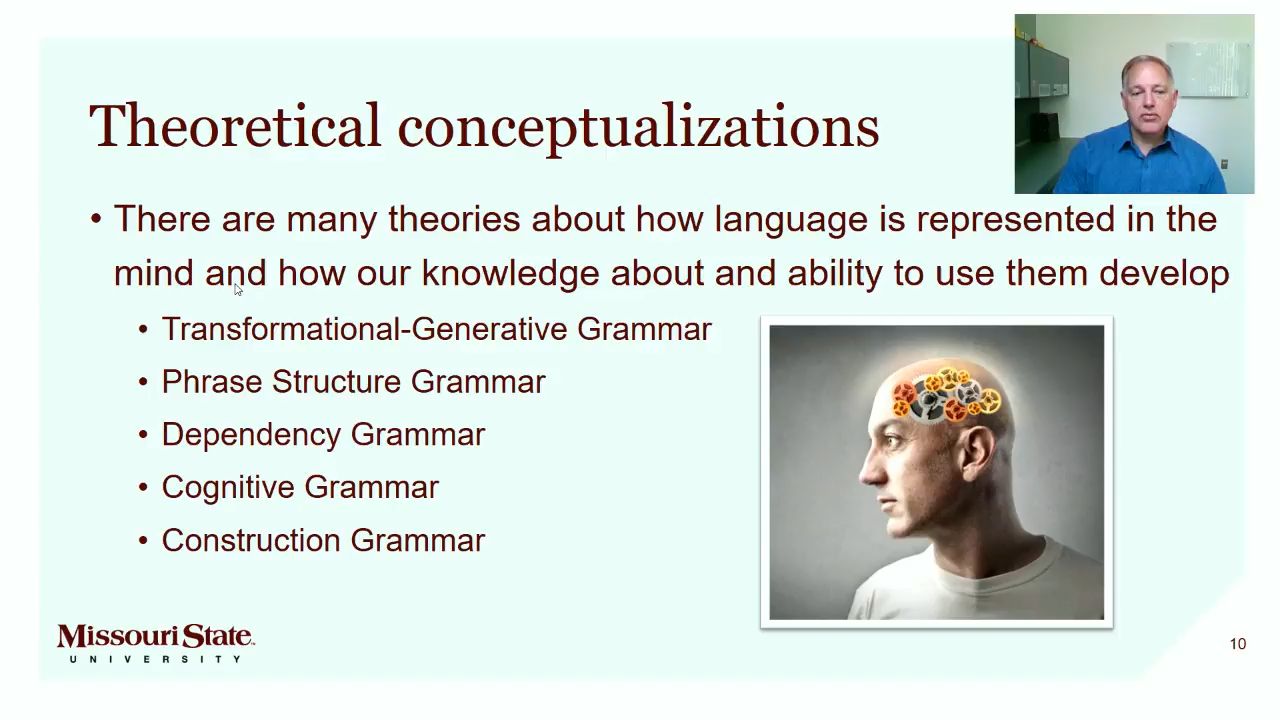 Theoretical conceptualizations
• There are many theories about how language is represented in the
mind and how our knowledge about and ability to use them develop
• Transformational-Generative Grammar
• Phrase Structure Grammar
• Dependency Grammar
• Cognitive Grammar
• Construction Grammar
Missouri State™
UNIVERSITY
10